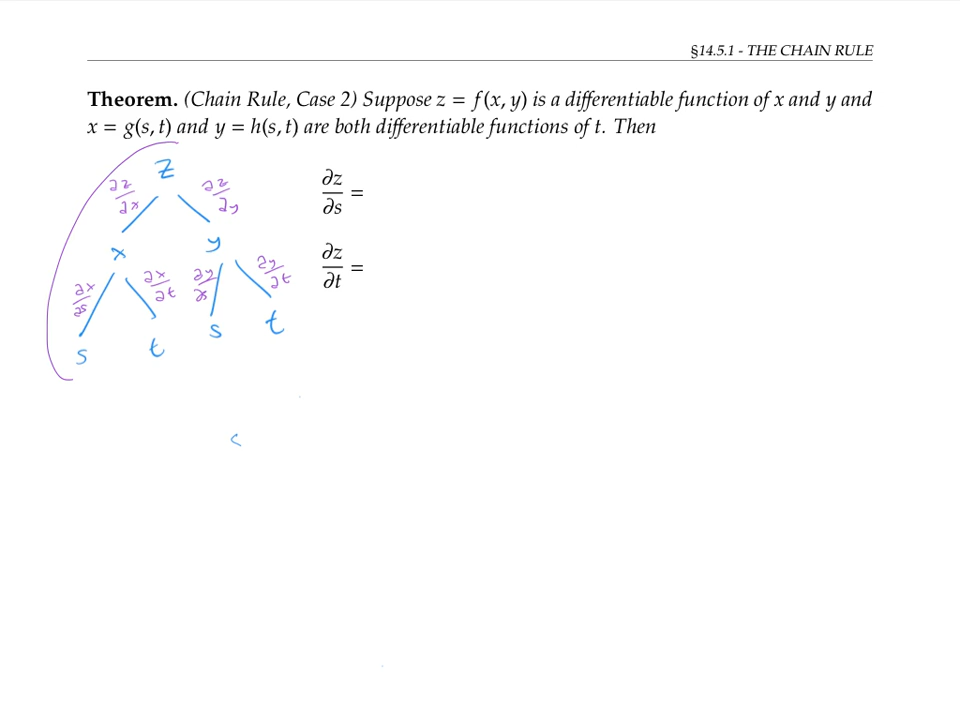 §14.5.1 - THE CHAIN RULE
Theorem. (Chain Rule, Case 2) Suppose z = f(x, y) is a differentiable function of x and y and
x = g(s, t) and y = h(s, t) are both differentiable functions of t. Then
z
∂z/∂x ∂z/∂y
∂z/∂s =
x y
∂z/∂t =
∂x/∂s ∂x/∂t ∂y/∂s ∂y/∂t
s t s t